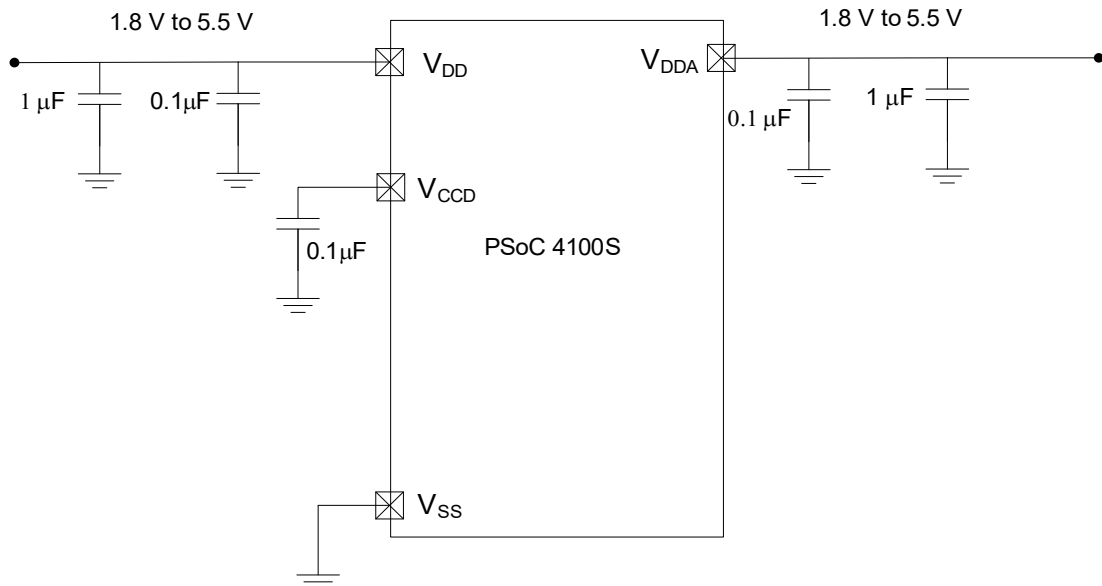 1.8 V to 5.5 V
1.8 V to 5.5 V
VDD
VDDA
1 μF
0.1μF
0.1 μF
1 μF
VCCD
0.1μF
PSoC 4100S
VSS